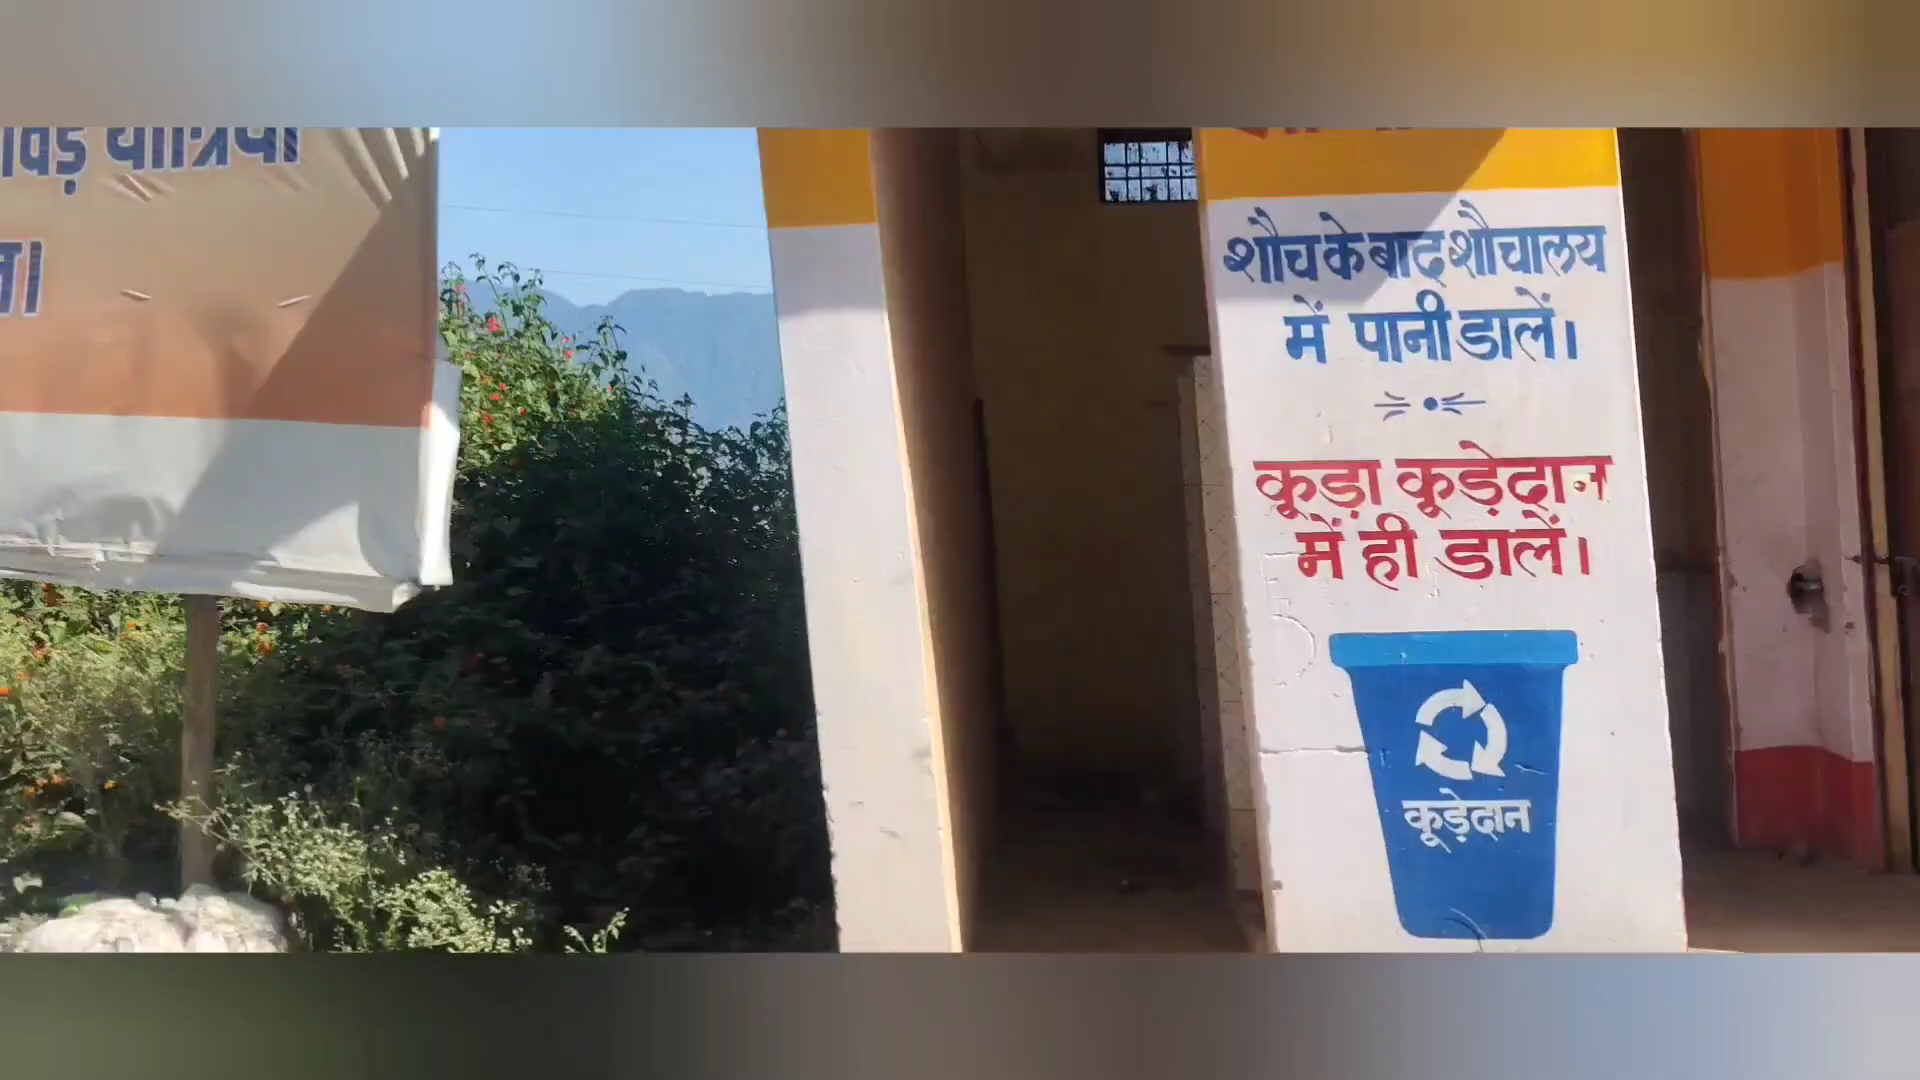 शौच के बाद शौचालय
में पानी डालें।
कूड़ा कूड़ेदान
में ही डालें।
कूड़ेदान